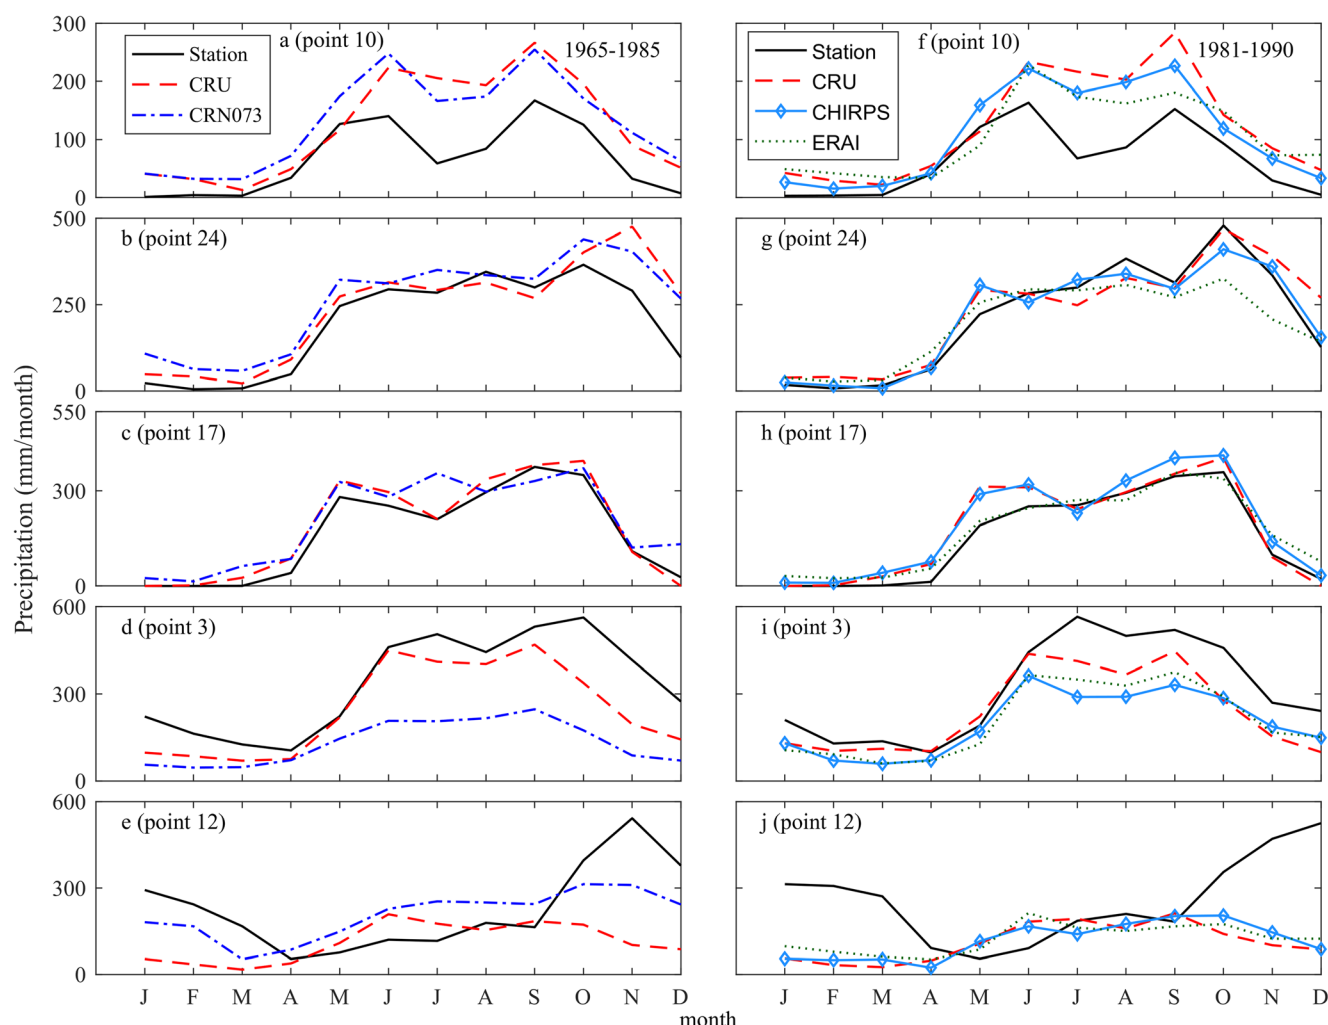 300
200
100
0
a (point 10)
1965-1985
Station
CRU
CRN073
f (point 10)
1981-1990
Station
CRU
CHIRPS
ERAI
500
250
0
b (point 24)
g (point 24)
550
300
0
c (point 17)
h (point 17)
600
300
0
d (point 3)
i (point 3)
600
300
0
e (point 12)
j (point 12)
J F M A M J J A S O N D
J F M A M J J A S O N D
month
Precipitation (mm/month)